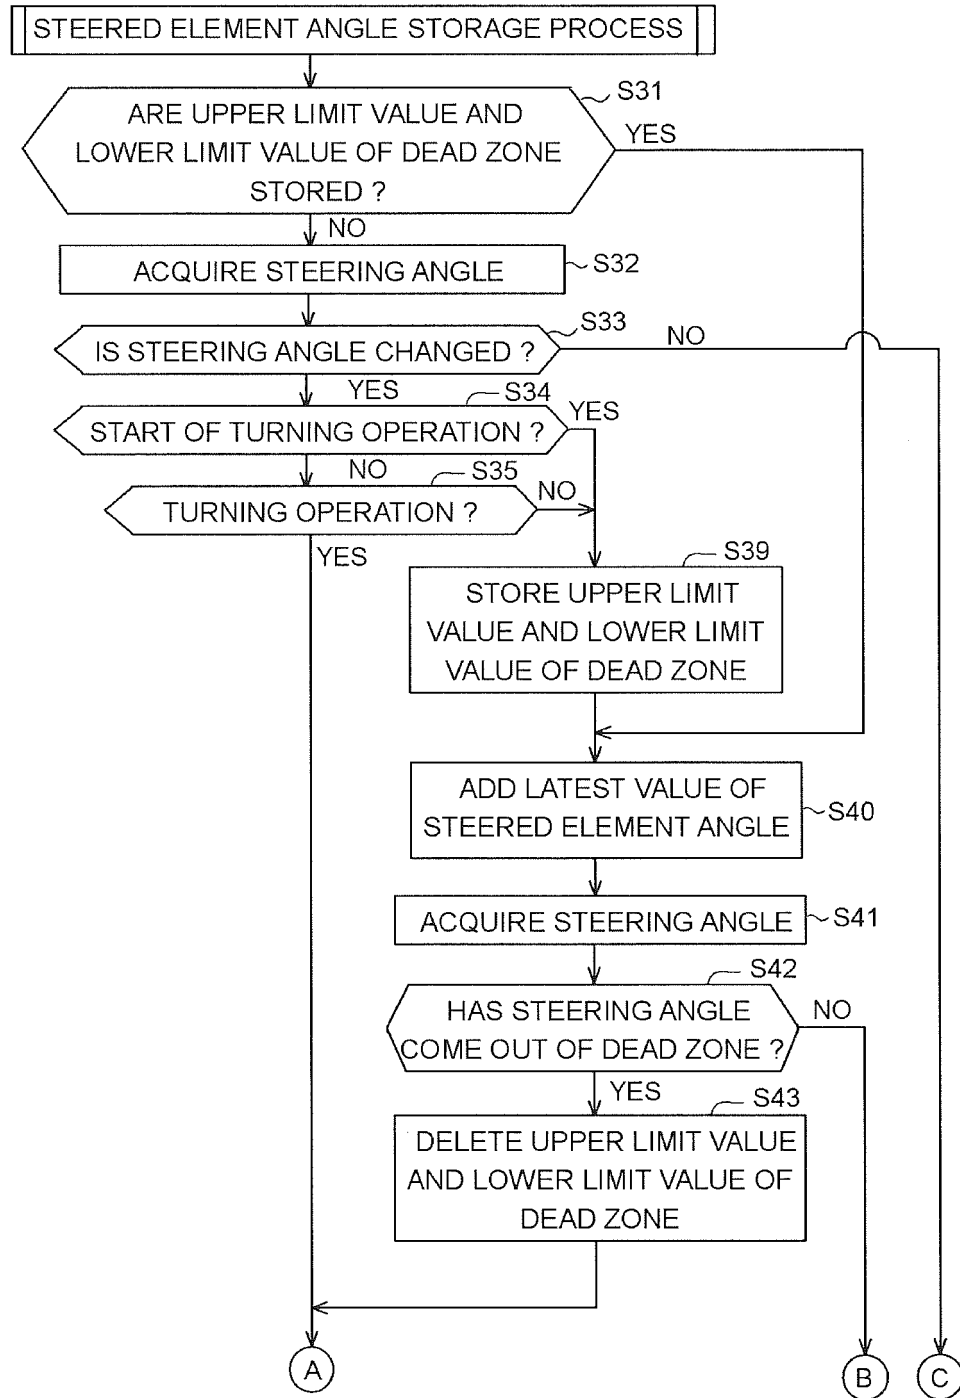 STEERED ELEMENT ANGLE STORAGE PROCESS
S31
ARE UPPER LIMIT VALUE AND
LOWER LIMIT VALUE OF DEAD ZONE
STORED ?
YES
NO
ACQUIRE STEERING ANGLE
S32
S33
IS STEERING ANGLE CHANGED ?
NO
YES
S34
START OF TURNING OPERATION ?
YES
NO
S35
TURNING OPERATION ?
NO
YES
S39
STORE UPPER LIMIT
VALUE AND LOWER LIMIT
VALUE OF DEAD ZONE
ADD LATEST VALUE OF
STEERED ELEMENT ANGLE
S40
ACQUIRE STEERING ANGLE
S41
S42
HAS STEERING ANGLE
COME OUT OF DEAD ZONE ?
NO
YES
S43
DELETE UPPER LIMIT VALUE
AND LOWER LIMIT VALUE OF
DEAD ZONE
A
B
C